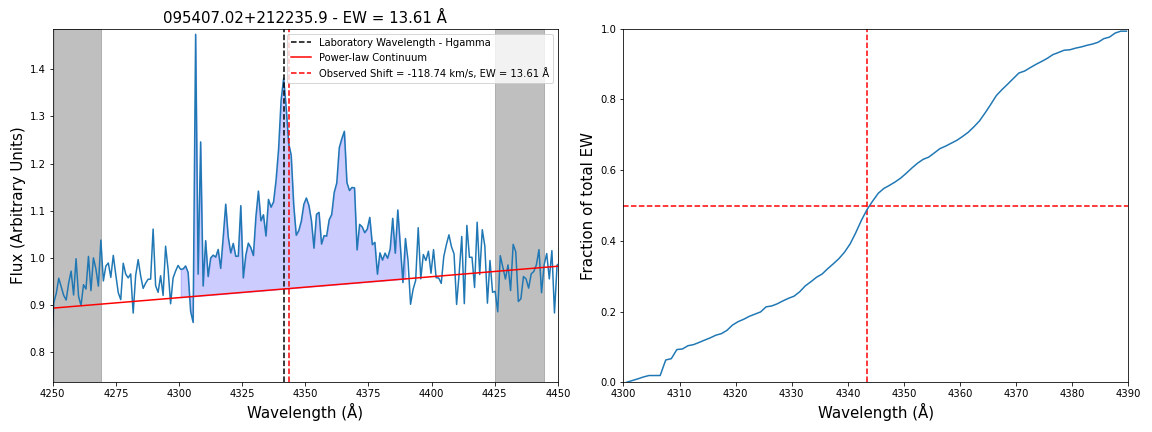 095407.02+212235.9 - EW = 13.61 Å
Laboratory Wavelength - Hgamma
Power-law Continuum
Observed Shift = -118.74 km/s, EW = 13.61 Å
Flux (Arbitrary Units)
1.4
1.3
1.2
1.1
1.0
0.9
0.8
4250 4275 4300 4325 4350 4375 4400 4425 4450
Wavelength (Å)
Fraction of total EW
1.0
0.8
0.6
0.4
0.2
0.0
4300 4310 4320 4330 4340 4350 4360 4370 4380 4390
Wavelength (Å)